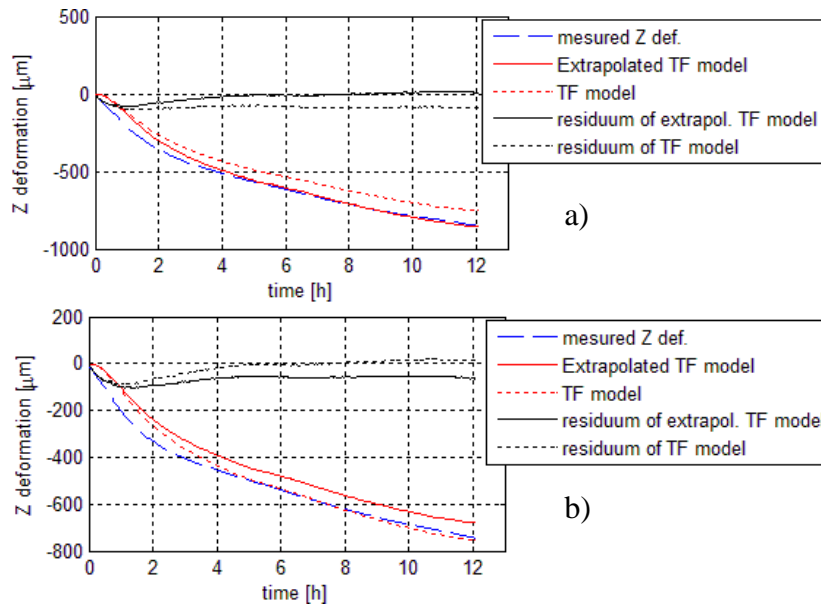 500
0
-500
-1000
Z deformation [μm]
0 2 4 6 8 10 12
time [h]
mesured Z def.
Extrapolated TF model
TF model
residuum of extrapol. TF model
residuum of TF model
a)
200
0
-200
-400
-600
-800
Z deformation [μm]
0 2 4 6 8 10 12
time [h]
mesured Z def.
Extrapolated TF model
TF model
residuum of extrapol. TF mode
residuum of TF model
b)